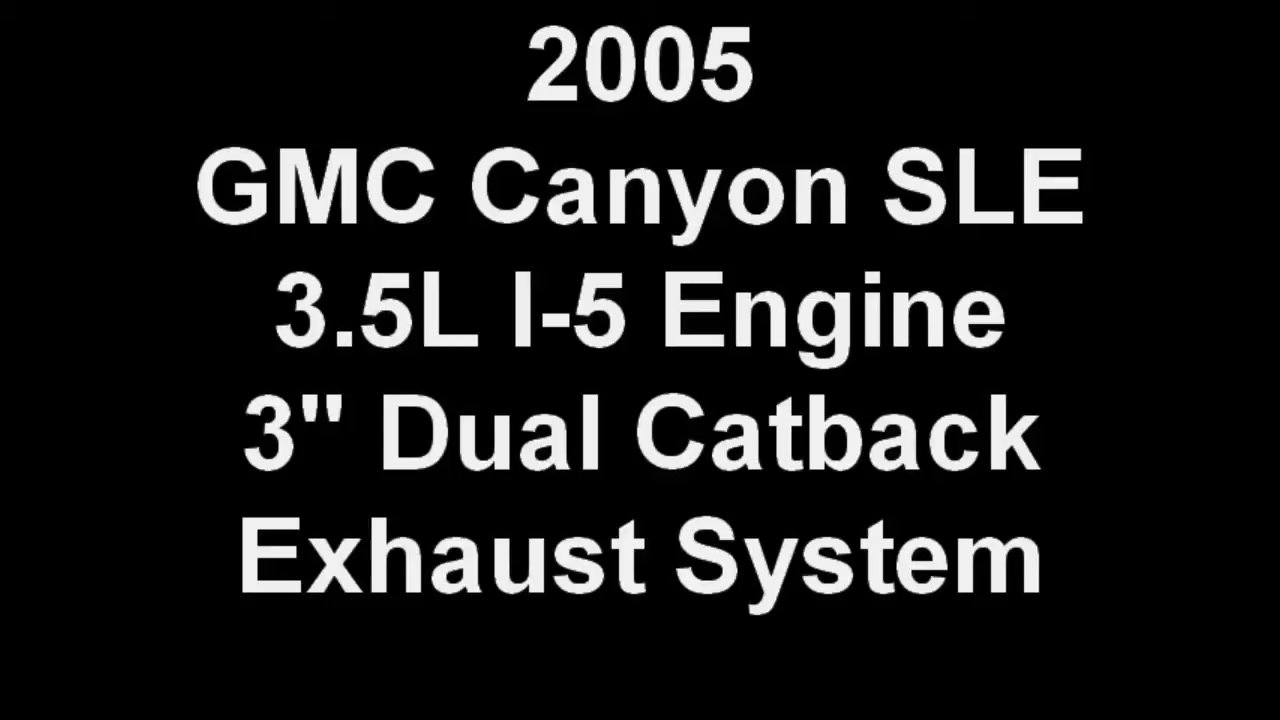 2005
GMC Canyon SLE
3.5L I-5 Engine
3" Dual Catback
Exhaust System